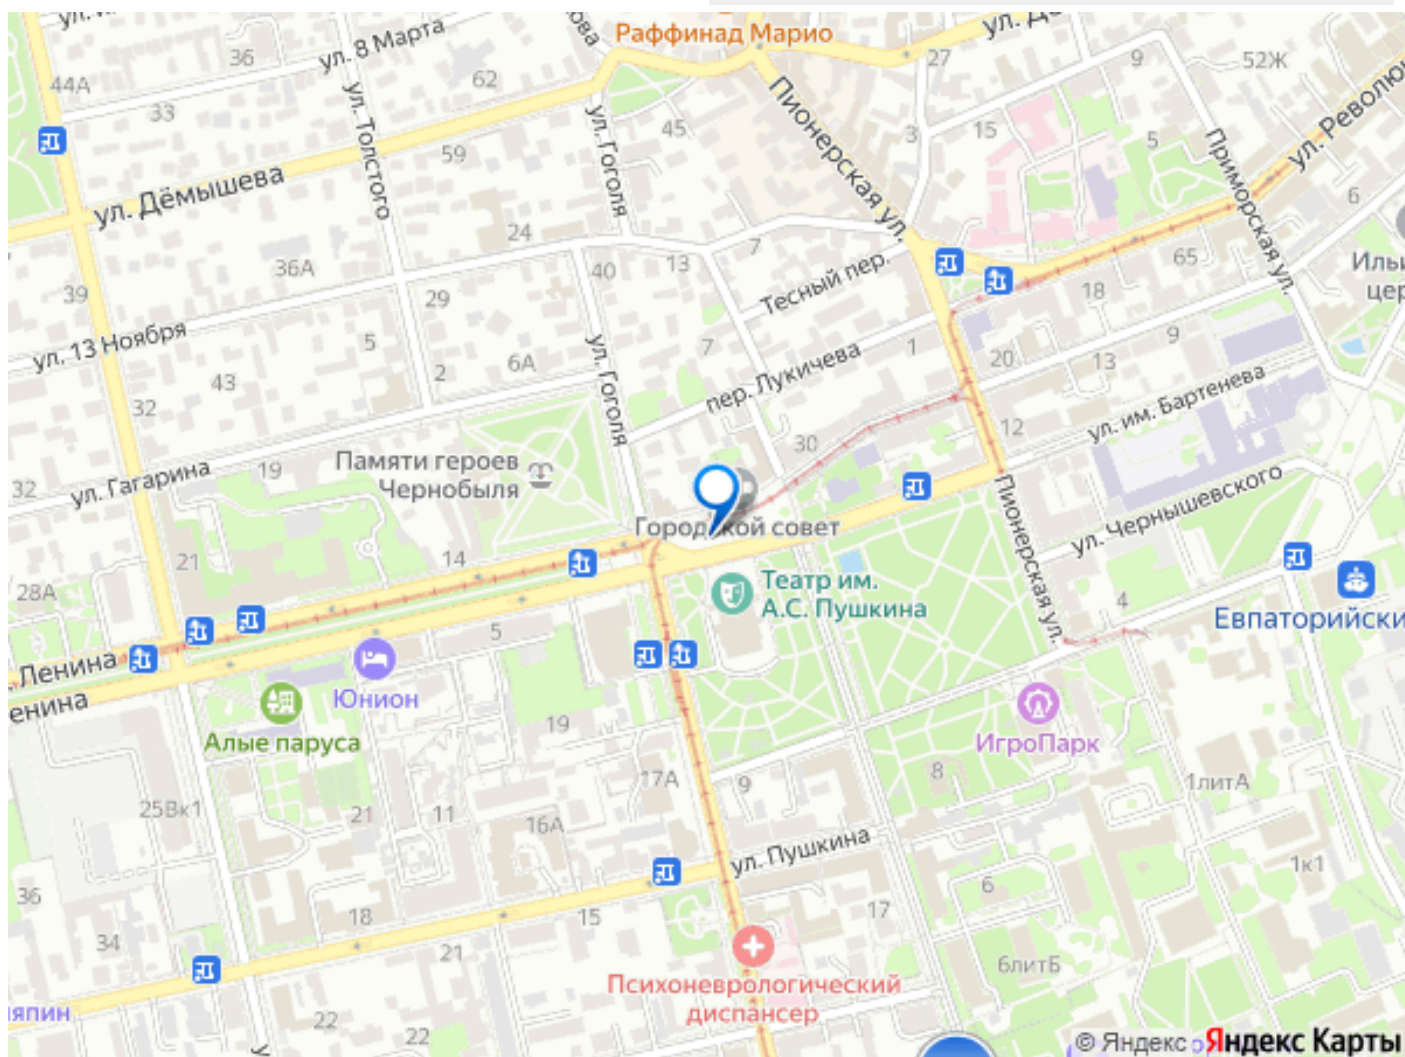 Раффинад Марио
27
9
52Ж
ул. 8 Марта
36
44А
62
33
ул. Толстого
ул. Гоголя
45
Пионерская ул.
3
15
5
Приморская ул.
59
ул. Дёмышева
6
24
7
36А
40
13
Тесный пер.
65
39
29
18
ул. 13 Ноября
5
ул. Гоголя
7
пер. Лукичева
1
20
13
9
6А
43
2
32
ул. им. Бартенева
12
30
Памяти героев
Чернобыля
19
ул. Гагарина
32
Городской совет
Пионерская ул.
ул. Чернышевского
14
21
28А
Театр им.
А.С. Пушкина
4
5
Ленина
Юнион
Алые паруса
19
ИгроПарк
17А
9
8
1литА
25Вк1
21
11
16А
ул. Пушкина
1к1
36
6
18
15
17
34
21
6литБ
Психоневрологический
диспансер
22
22
© Яндекс
Яндекс Карты